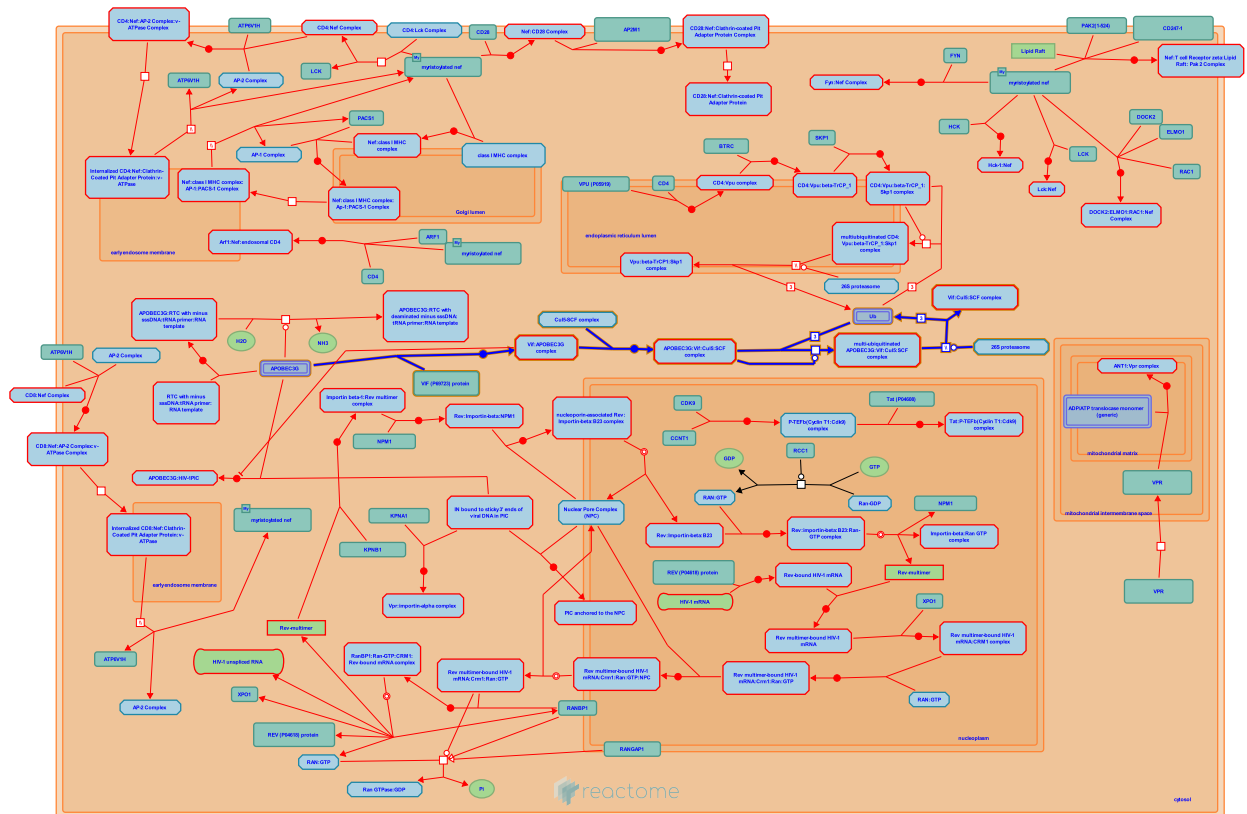 CD4:Nef:AP-2 Complex:v-
ATPase Complex
ATP6V1H
CD4:Nef Complex
CD4:Lck Complex
CD28
Nef:CD28 Complex
AP2M1
CD28:Nef:Clathrin-coated Pit
Adapter Protein Complex
PAK2(1-524)
CD247-1
Lipid Raft
Nef:T cell Receptor zeta:Lipid
Raft: Pak 2 Complex
ATP6V1H
AP-2 Complex
LCK
My
myristoylated nef
CD28:Nef:Clathrin-coated Pit
Adapter Protein
FYN
Fyn:Nef Complex
My
myristoylated nef
PACS1
AP-1 Complex
Nef:class I MHC
complex
class I MHC complex
BTRC
SKP1
HCK
Hck-1:Nef
LCK
Lck:Nef
DOCK2
ELMO1
RAC1
DOCK2:ELMO1:RAC1:Nef
Complex
Internalized CD4:Nef:Clathrin-
Coated Pit Adapter Protein:v-
ATPase
Nef:class I MHC complex:
AP-1:PACS-1 Complex
Nef:class I MHC complex:
Ap-1:PACS-1 Complex
Golgi lumen
VPU (P05919)
CD4
CD4:Vpu complex
CD4:Vpu:beta-TrCP_1
CD4:Vpu:beta-TrCP_1:
Skp1 complex
early endosome membrane
Arf1:Nef:endosomal CD4
ARF1
My
myristoylated nef
CD4
endoplasmic reticulum lumen
multiubiquitinated CD4:
Vpu:beta-TrCP_1:Skp1
complex
Vpu:beta-TrCP1:Skp1
complex
26S proteasome
3
3
APOBEC3G:RTC with minus
sssDNA:tRNA primer:RNA
template
APOBEC3G:RTC with
deaminated minus sssDNA:
tRNA primer:RNA template
H2O
NH3
Cul5-SCF complex
Ub
Vif:Cul5:SCF complex
3
ATP6V1H
AP-2 Complex
CD8:Nef Complex
APOBEC3G
Vif:APOBEC3G
complex
APOBEC3G:Vif:Cul5:SCF
complex
multi-ubiquitinated
APOBEC3G:Vif:Cul5:SCF
complex
26S proteasome
VIF (P69723) protein
RTC with minus
sssDNA:tRNA primer:
RNA template
CD8:Nef:AP-2 Complex:v-
ATPase Complex
Importin beta-1:Rev multimer
complex
Rev:Importin-beta:NPM1
NPM1
nucleoporin-associated Rev:
Importin-beta:B23 complex
CDK9
CCNT1
P-TEFb(Cyclin T1:Cdk9)
complex
Tat (P04608)
Tat:P-TEFb(Cyclin T1:Cdk9)
complex
ANT1:Vpr complex
ADP/ATP translocase monomer
(generic)
mitochondrial matrix
APOBEC3G:HIV-1 PIC
GDP
RCC1
GTP
RAN:GTP
Ran-GDP
VPR
mitochondrial intermembrane space
IN bound to sticky 3' ends of
viral DNA in PIC
Nuclear Pore Complex
(NPC)
My
myristoylated nef
KPNA1
Internalized CD8:Nef:Clathrin-
Coated Pit Adapter Protein:v-
ATPase
early endosome membrane
KPNB1
Rev:Importin-beta:B23
Rev:Importin-beta:B23:Ran-
GTP complex
NPM1
Importin-beta:Ran GTP
complex
REV (P04618) protein
HIV-1 mRNA
Rev-bound HIV-1 mRNA
Rev-multimer
VPR
Vpr:importin-alpha complex
PIC anchored to the NPC
XPO1
Rev-multimer
Rev multimer-bound HIV-1
mRNA
Rev multimer-bound HIV-1
mRNA:CRM1 complex
ATP6V1H
HIV-1 unspliced RNA
RanBP1:Ran-GTP:CRM1:
Rev-bound mRNA complex
Rev multimer-bound HIV-1
mRNA:Crm1:Ran:GTP
Rev multimer-bound HIV-1
mRNA:Crm1:Ran:GTP:NPC
Rev multimer-bound HIV-1
mRNA:Crm1:Ran:GTP
RAN:GTP
AP-2 Complex
XPO1
RANBP1
REV (P04618) protein
nucleoplasm
RAN:GTP
RANGAP1
Ran GTPase:GDP
Pi
reactome
cytosol